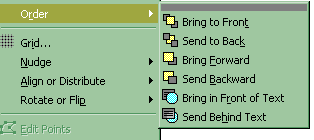 Order
Grid...
Nudge
Align or Distribute
Rotate or Flip
Edit Points
Bring to Front
Send to Back
Bring Forward
Send Backward
Bring in Front of Text
Send Behind Text